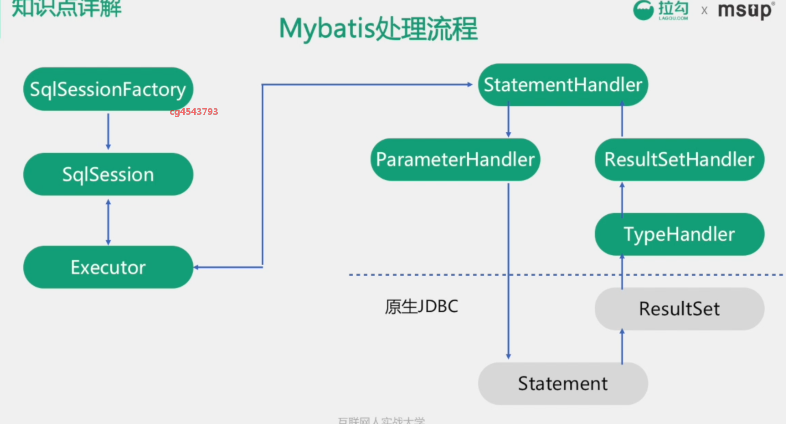 知识点详解
拉勾 x msup
LAGOU.COM
Mybatis处理流程
SqlSessionFactory
cg4543793
StatementHandler
ParameterHandler
ResultSetHandler
SqlSession
TypeHandler
Executor
原生JDBC
ResultSet
Statement
互联网人实战大学